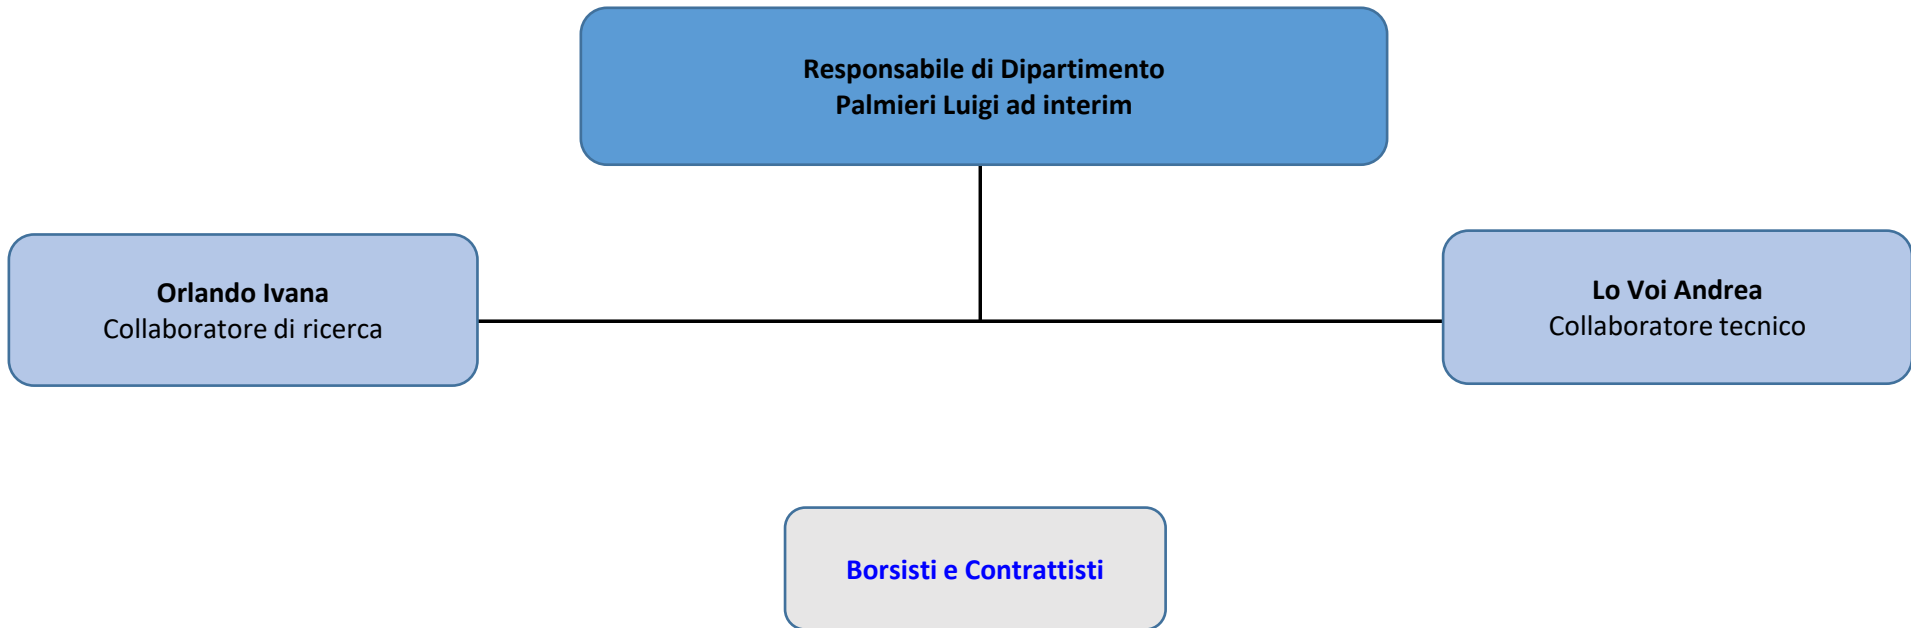 Responsabile di Dipartimento
Palmieri Luigi ad interim
Orlando Ivana
Collaboratore di ricerca
Lo Voi Andrea
Collaboratore tecnico
Borsisti e Contrattisti